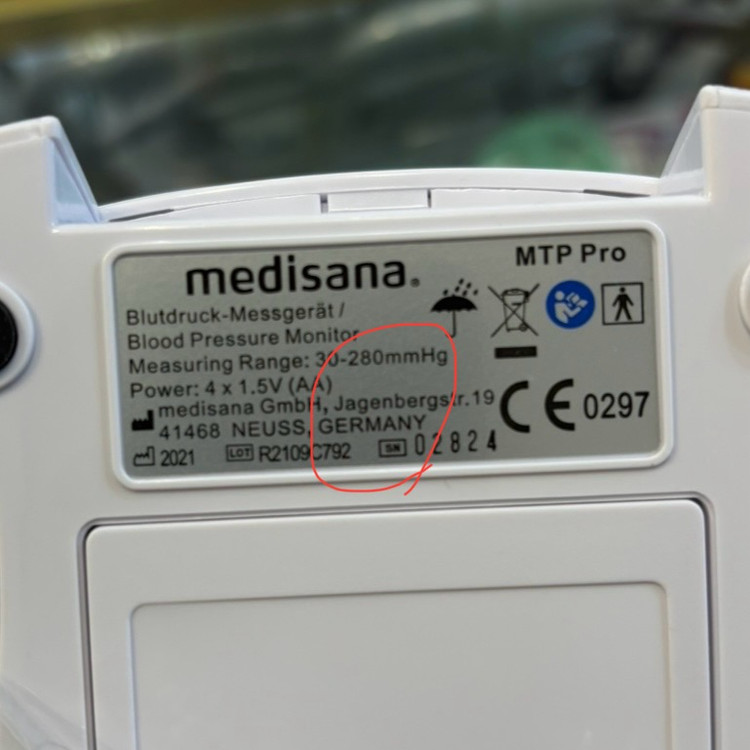 medisana®
MTP Pro
Blutdruck-Messgerät /
Blood Pressure Monitor
Measuring Range: 30-280mmHg
Power: 4 x 1.5V (AA)
medisana GmbH, Jagenbergstr.19
41468 NEUSS, GERMANY
2021 LOT R2109C792 SN 02824
CE 0297